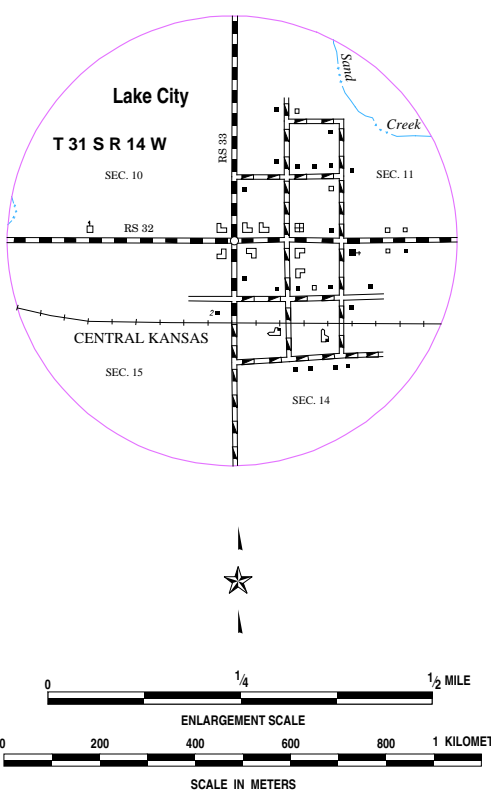 Lake City
T 31 S R 14 W
SEC. 10
SEC. 11
Sand
Creek
RS 33
RS 32
2
CENTRAL KANSAS
SEC. 15
SEC. 14
0 1/4 1/2 MILE
ENLARGEMENT SCALE
0 200 400 600 800 1 KILOMET
SCALE IN METERS